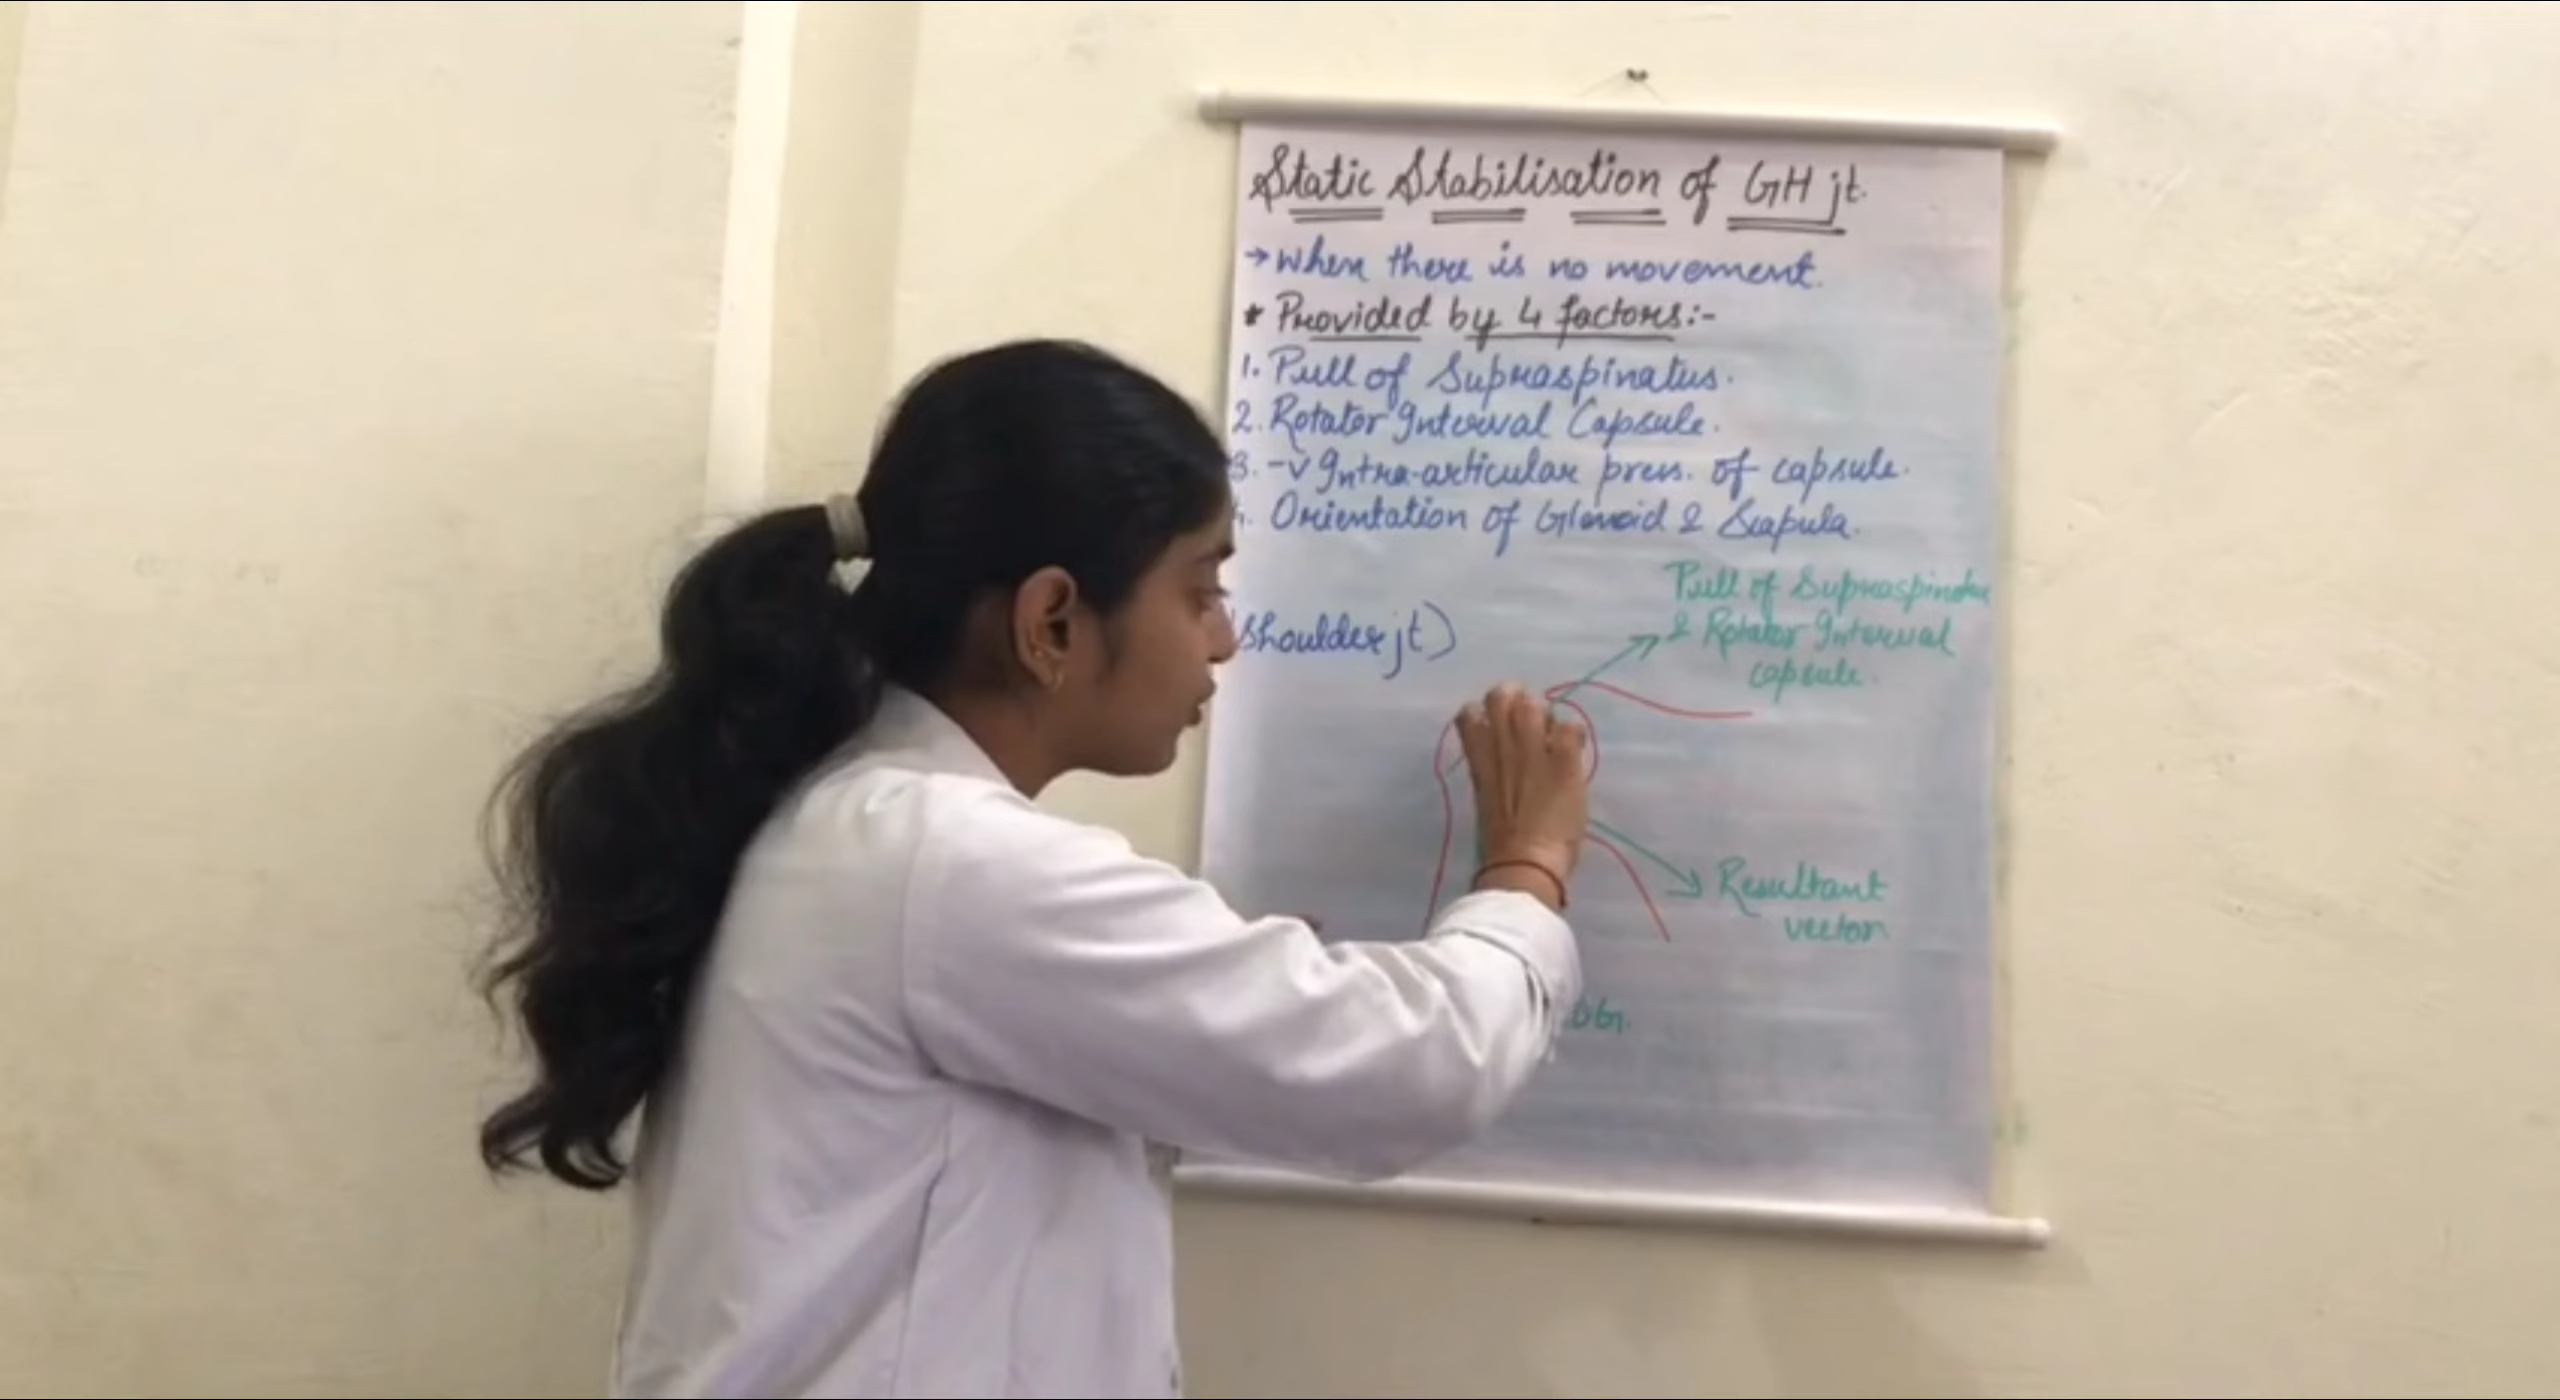 Static Stabilisation of GH jt.
→ When there is no movement.
* Provided by 4 factors:-
1. Pull of Supraspinatus.
2. Rotator Interval Capsule.
3. -v Intra-articular press. of capsule.
4. Orientation of Glenoid & Scapula.
Pull of Supraspinatus
& Rotator Interval
capsule.
Shoulder jt)
Resultant
vector